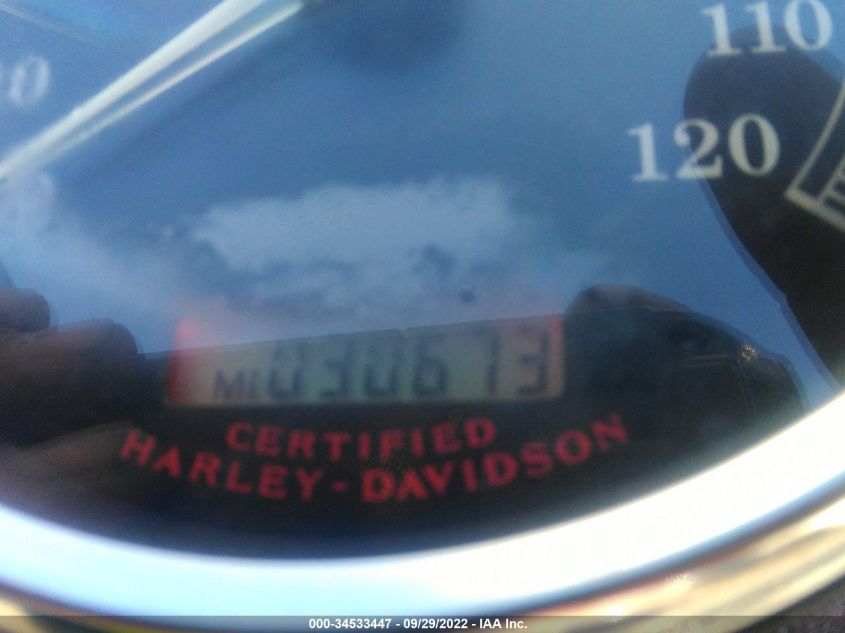 110
120
MI 030673
CERTIFIED
HARLEY-DAVIDSON
000-34533447 - 09/29/2022 - IAA Inc.